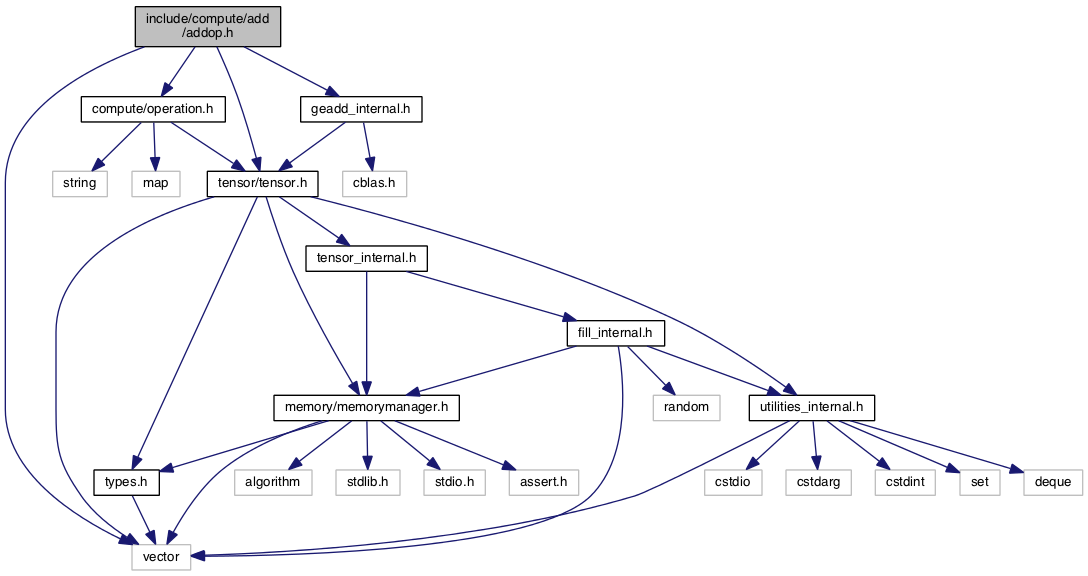 include/compute/add
/addop.h
compute/operation.h
geadd_internal.h
string
map
tensor/tensor.h
cblas.h
tensor_internal.h
fill_internal.h
memory/memorymanager.h
random
utilities_internal.h
types.h
algorithm
stdlib.h
stdio.h
assert.h
cstdio
cstdarg
cstdint
set
deque
vector